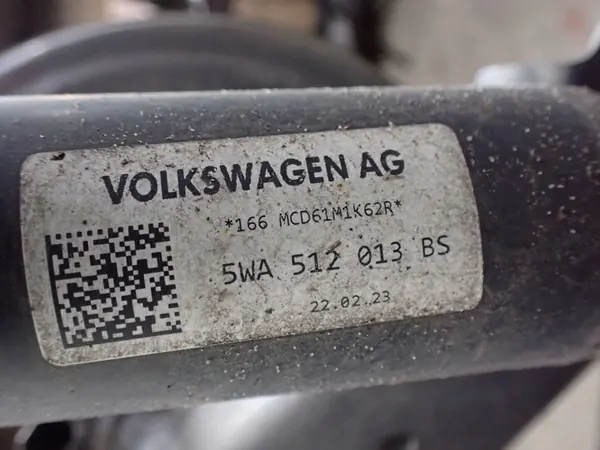 VOLKSWAGEN AG
*166 MCD61M1K62R*
5WA 512 013 BS
22.02.23